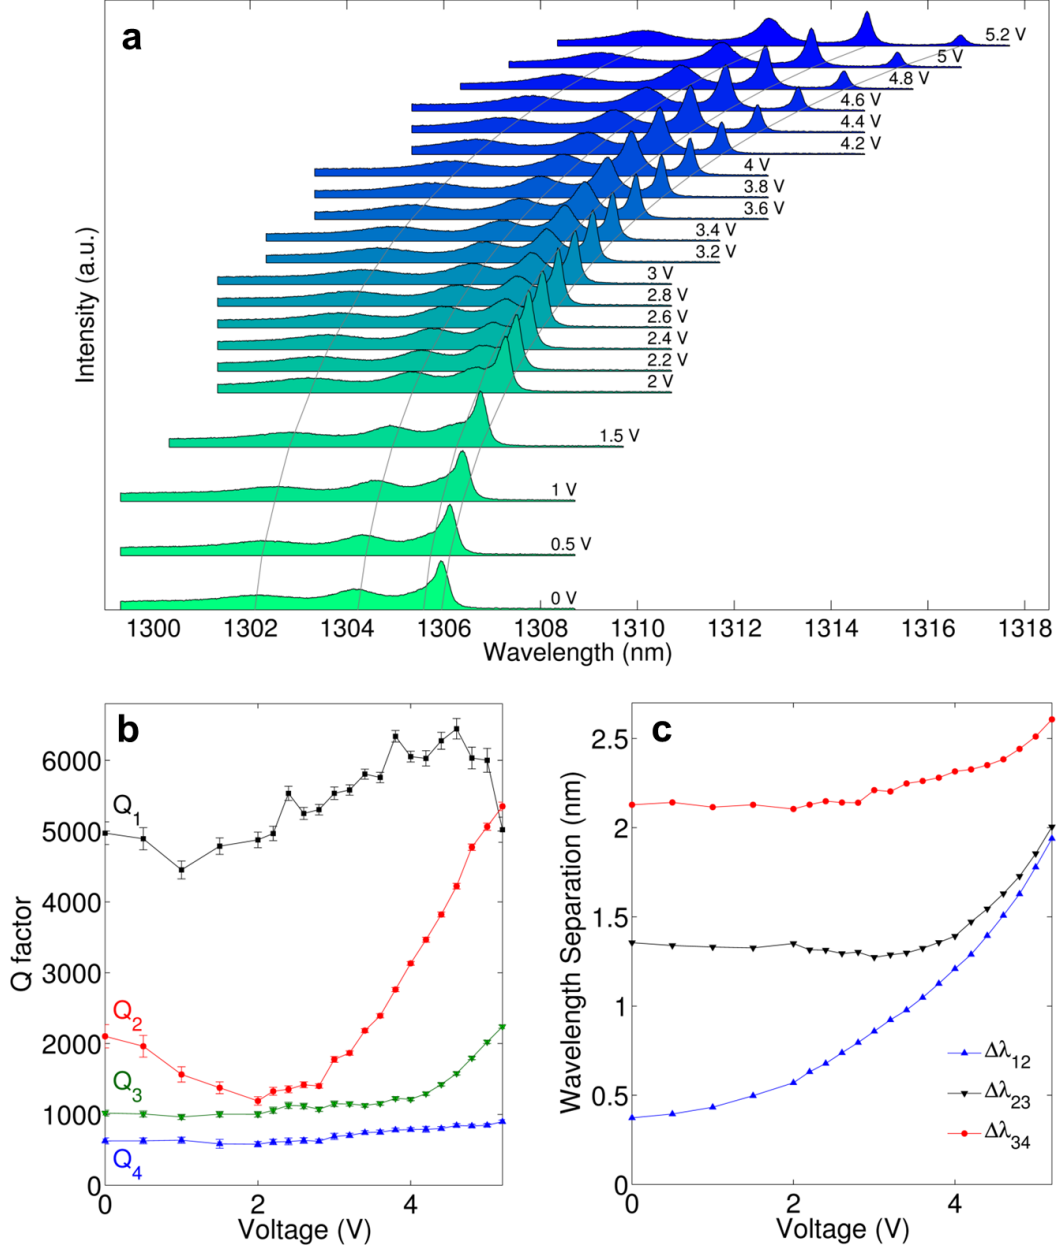 a
5.2 V
5 V
4.8 V
4.6 V
4.4 V
4.2 V
4 V
3.8 V
3.6 V
3.4 V
3.2 V
3 V
2.8 V
2.6 V
2.4 V
2.2 V
2 V
1.5 V
1 V
0.5 V
0 V
Intensity (a.u.)
1300 1302 1304 1306 1308 1310 1312 1314 1316 1318
Wavelength (nm)
b
Q factor
6000
5000
4000
3000
2000
1000
0
Q1
Q2
Q3
Q4
0 2 4
Voltage (V)
c
Wavelength Separation (nm)
2.5
2
1.5
1
0.5
0
Δλ12
Δλ23
Δλ34
0 2 4
Voltage (V)